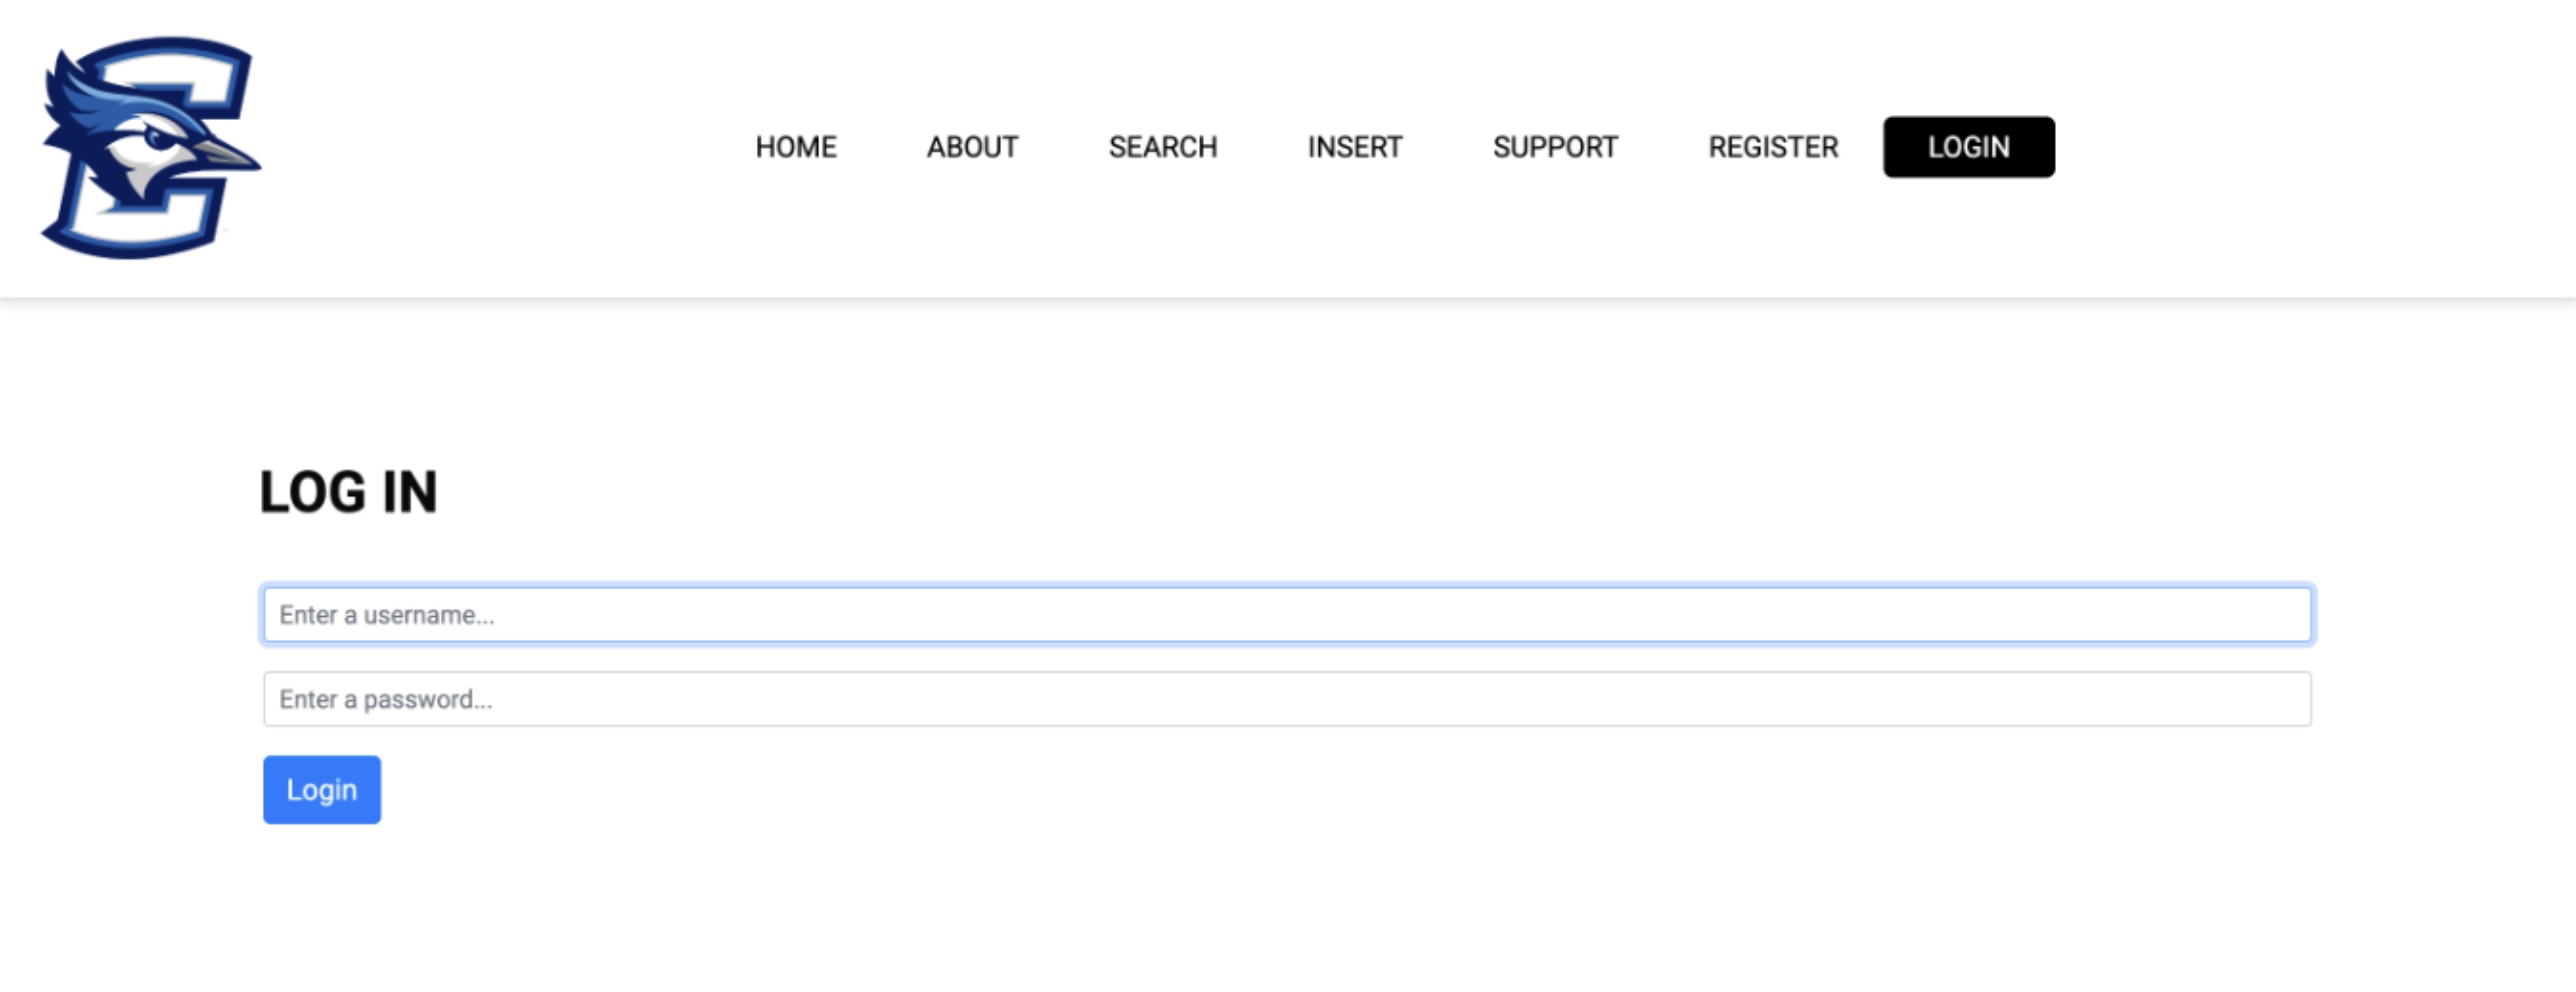 HOME ABOUT SEARCH INSERT SUPPORT REGISTER LOGIN
LOG IN
Enter a username...
Enter a password...
Login